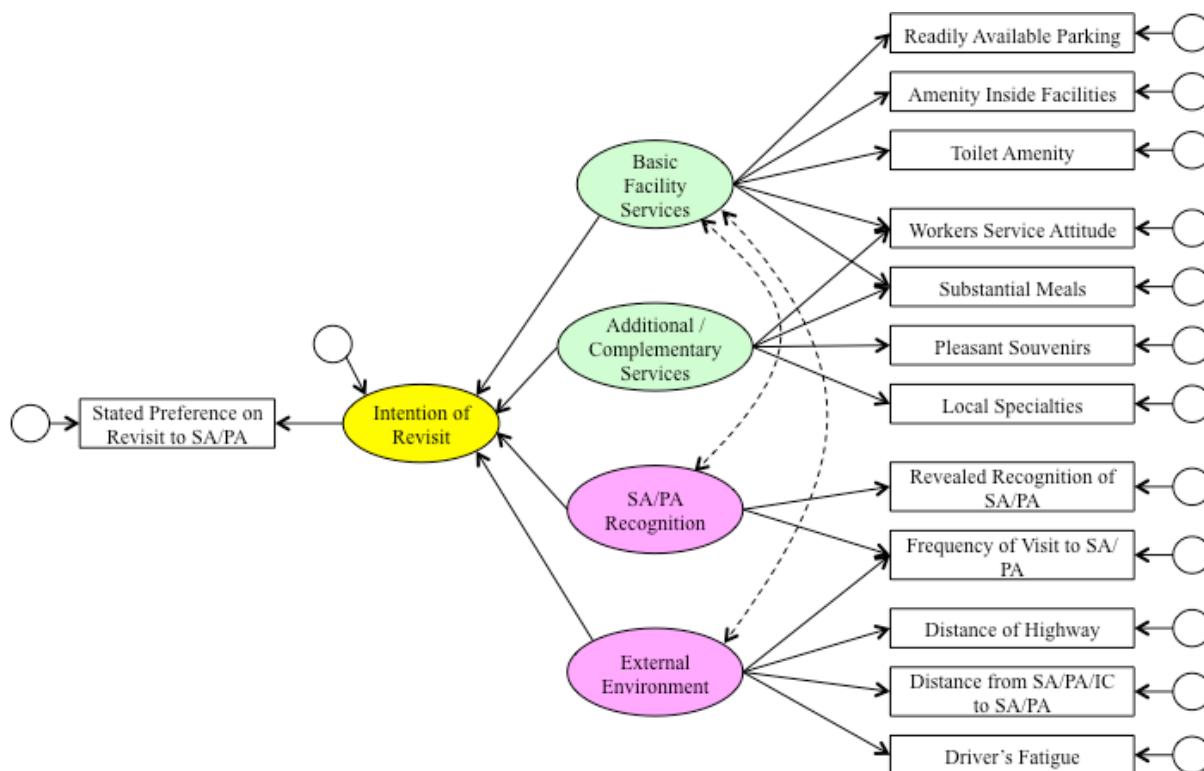 Readily Available Parking
Amenity Inside Facilities
Toilet Amenity
Workers Service Attitude
Substantial Meals
Pleasant Souvenirs
Local Specialties
Revealed Recognition of
SA/PA
Frequency of Visit to SA/
PA
Distance of Highway
Distance from SA/PA/IC
to SA/PA
Driver's Fatigue
Basic
Facility
Services
Additional /
Complementary
Services
SA/PA
Recognition
External
Environment
Intention of
Revisit
Stated Preference on
Revisit to SA/PA